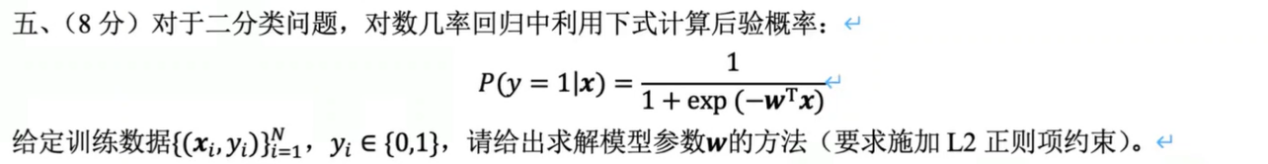 五、（8 分）对于二分类问题，对数几率回归中利用下式计算后验概率：
P(y = 1|x) = 1 / (1 + exp (−wᵀx))
给定训练数据{(xᵢ, yᵢ)}ᵢ₌₁ᴺ，yᵢ ∈ {0,1}，请给出求解模型参数w的方法（要求施加 L2 正则项约束）。